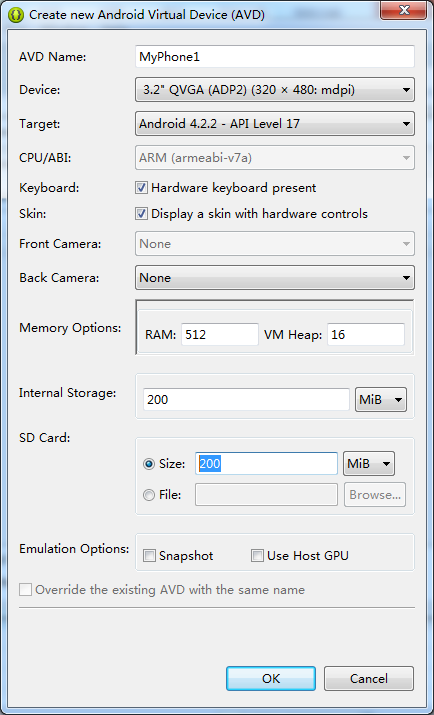 Create new Android Virtual Device (AVD)
AVD Name: MyPhone1
Device: 3.2" QVGA (ADP2) (320 × 480: mdpi)
Target: Android 4.2.2 - API Level 17
CPU/ABI: ARM (armeabi-v7a)
Keyboard: Hardware keyboard present
Skin: Display a skin with hardware controls
Front Camera: None
Back Camera: None
Memory Options: RAM: 512 VM Heap: 16
Internal Storage: 200 MiB
SD Card:
Size: 200 MiB
File: Browse...
Emulation Options: Snapshot Use Host GPU
Override the existing AVD with the same name
OK Cancel